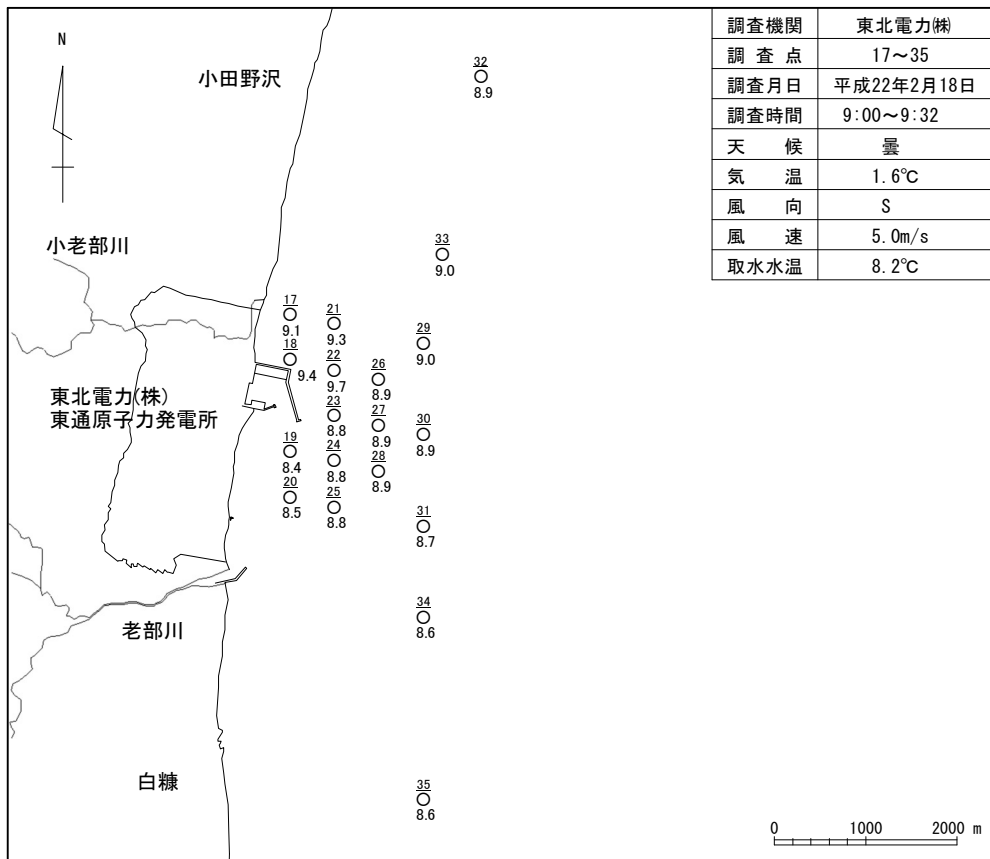 調査機関 東北電力㈱
調査点 17～35
調査月日 平成22年2月18日
調査時間 9:00～9:32
天候 曇
気温 1.6℃
風向 S
風速 5.0m/s
取水水温 8.2℃
N
小田野沢
32
8.9
小老部川
33
9.0
17
9.1
21
9.3
29
9.0
18
9.4
22
9.7
26
8.9
東北電力(株)
東通原子力発電所
23
8.8
27
8.9
30
8.9
19
8.4
24
8.8
28
8.9
20
8.5
25
8.8
31
8.7
34
8.6
老部川
白糠
35
8.6
0 1000 2000 m